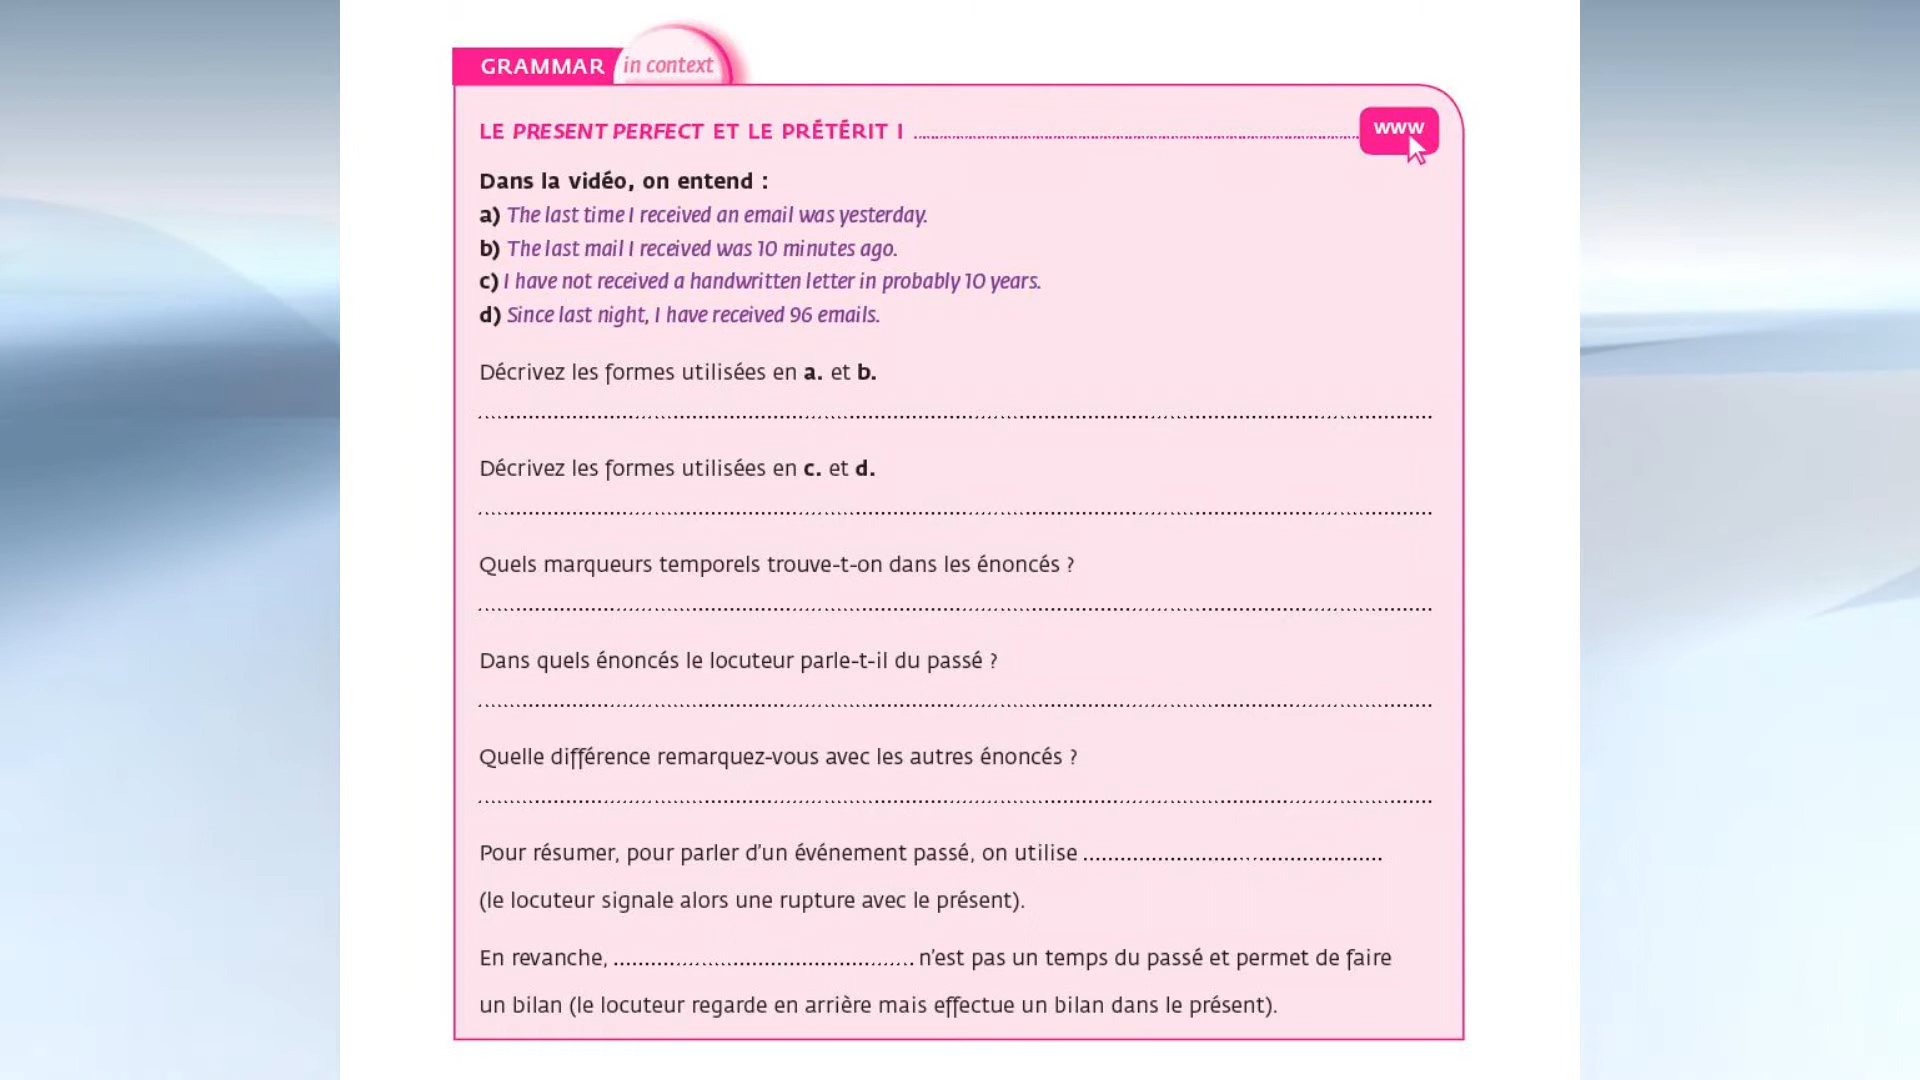 GRAMMAR in context
LE PRESENT PERFECT ET LE PRÉTÉRIT I ........................ www
Dans la vidéo, on entend :
a) The last time I received an email was yesterday.
b) The last mail I received was 10 minutes ago.
c) I have not received a handwritten letter in probably 10 years.
d) Since last night, I have received 96 emails.
Décrivez les formes utilisées en a. et b.
Décrivez les formes utilisées en c. et d.
Quels marqueurs temporels trouve-t-on dans les énoncés ?
Dans quels énoncés le locuteur parle-t-il du passé ?
Quelle différence remarquez-vous avec les autres énoncés ?
Pour résumer, pour parler d'un événement passé, on utilise ........................
(le locuteur signale alors une rupture avec le présent).
En revanche, ........................ n'est pas un temps du passé et permet de faire
un bilan (le locuteur regarde en arrière mais effectue un bilan dans le présent).